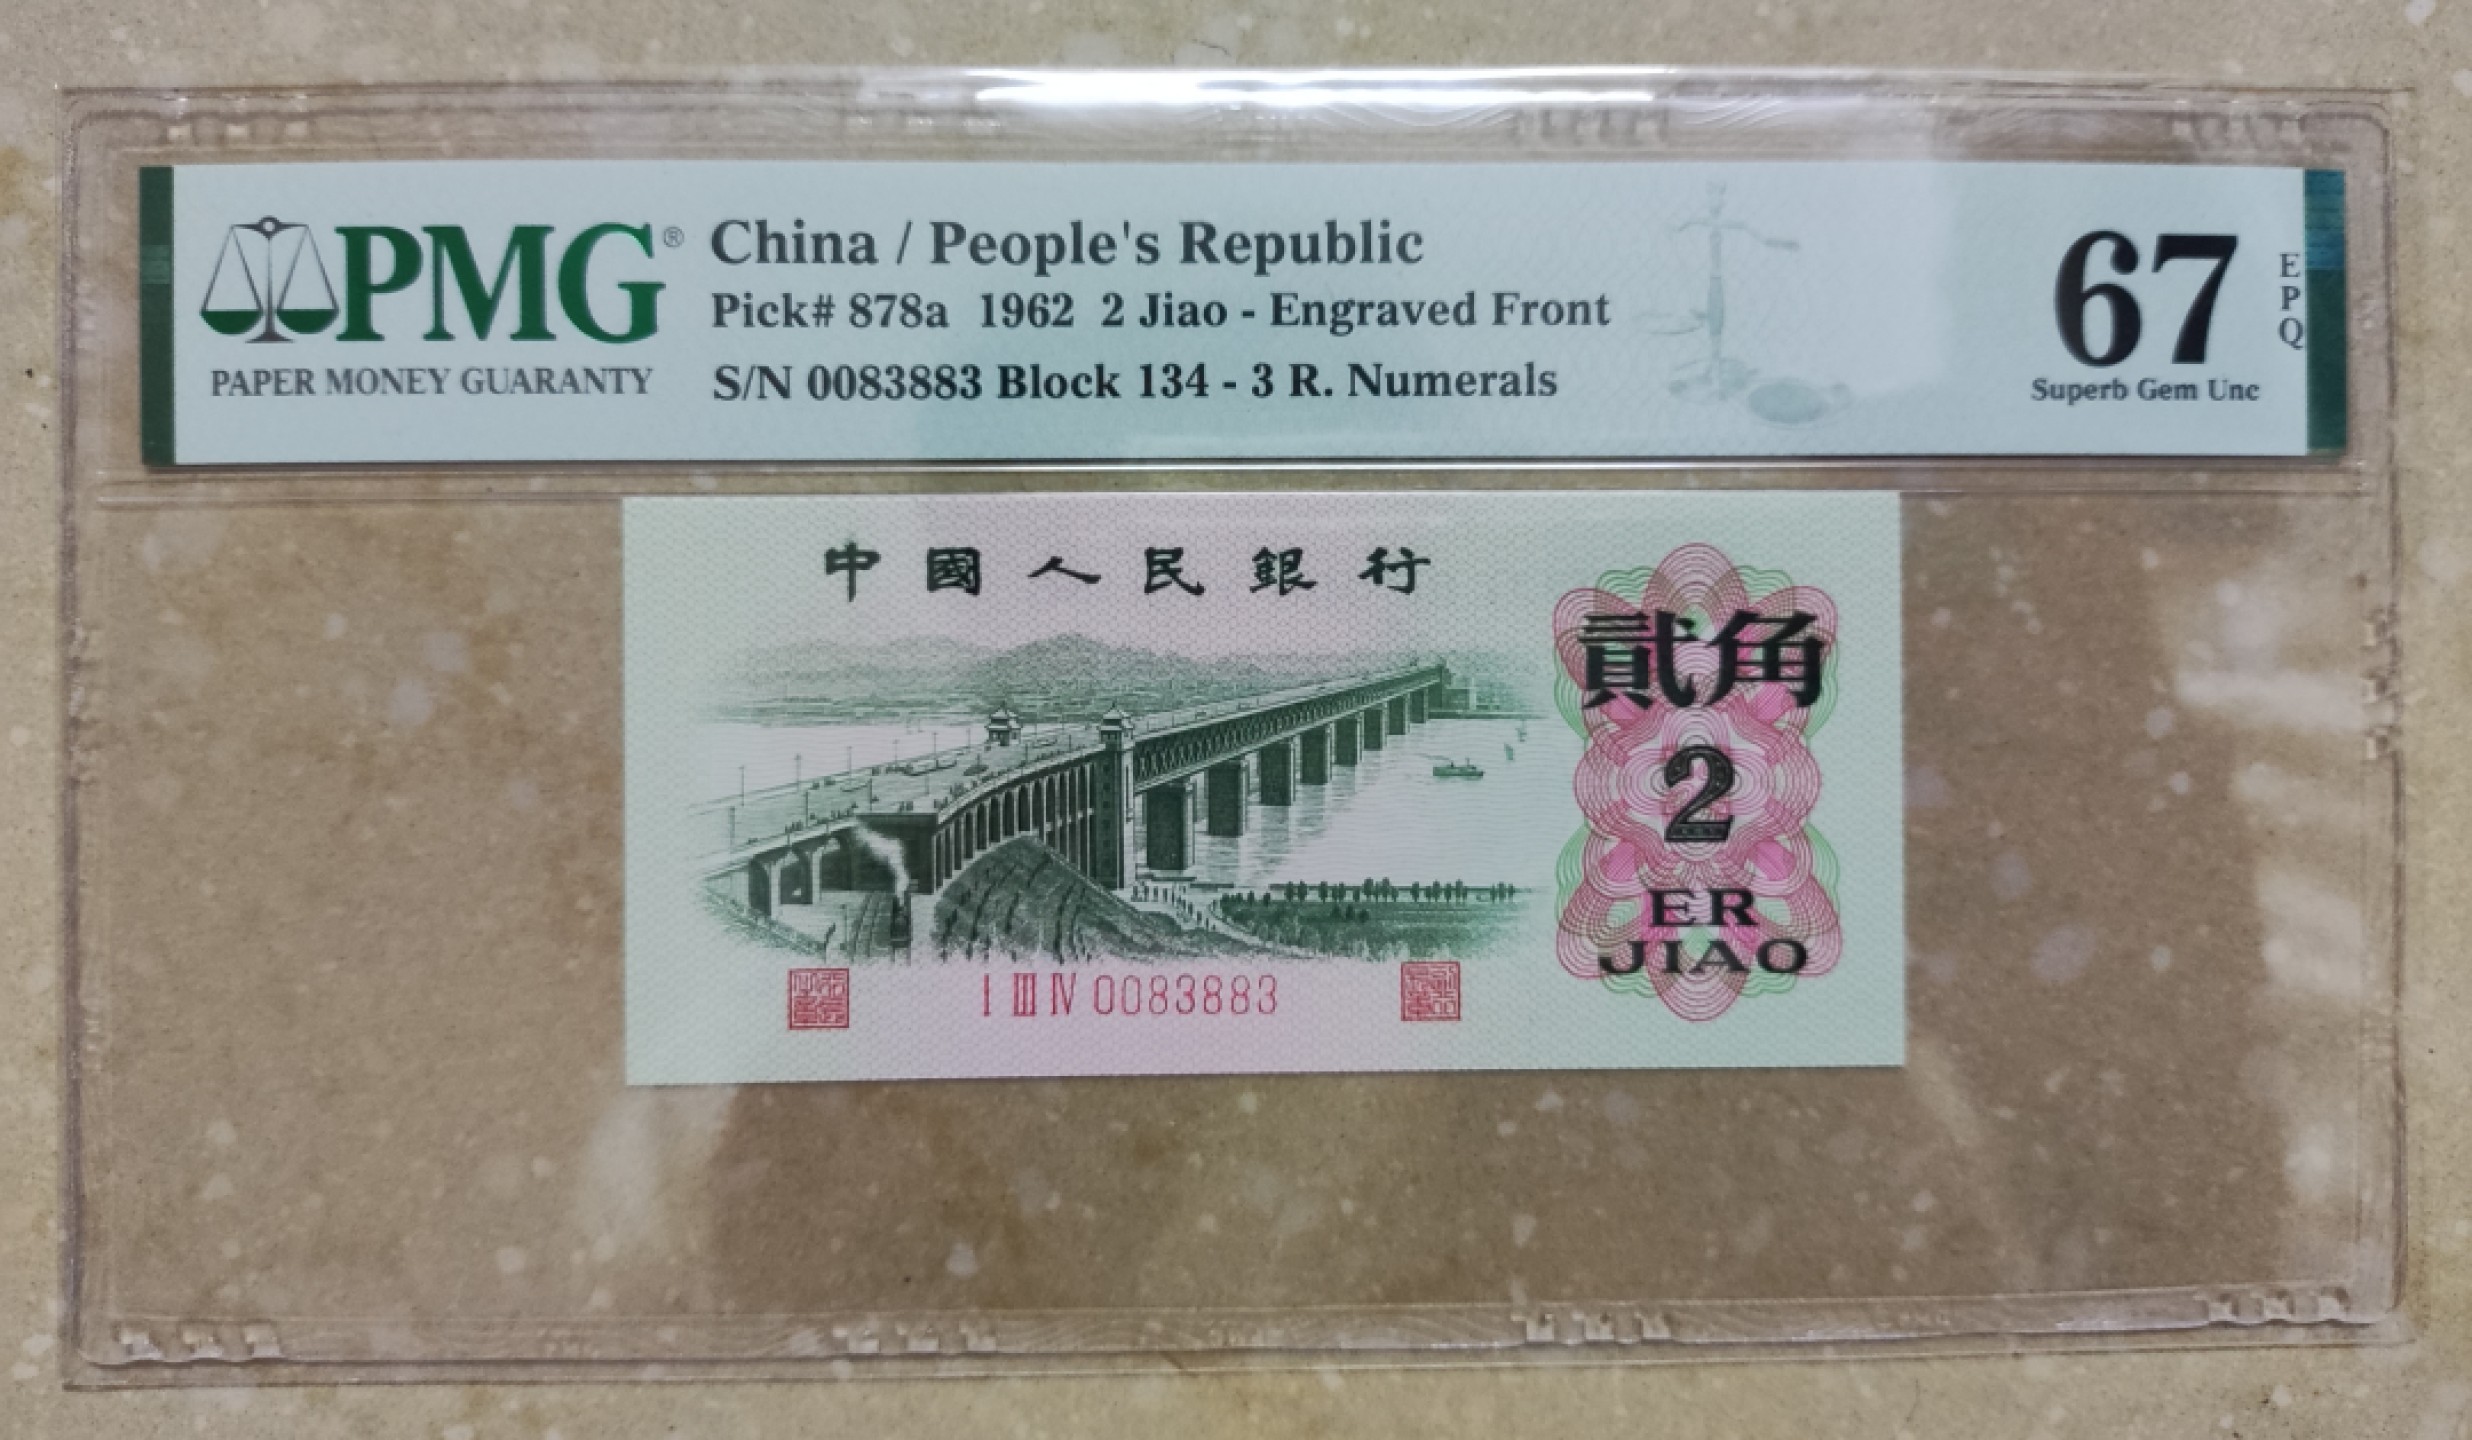 PMG®
PAPER MONEY GUARANTY
China / People's Republic
Pick# 878a 1962 2 Jiao - Engraved Front
S/N 0083883 Block 134 - 3 R. Numerals
67
EPQ
Superb Gem Unc
中國人民銀行
貳角
2
ER
JIAO
I III IV 0083883